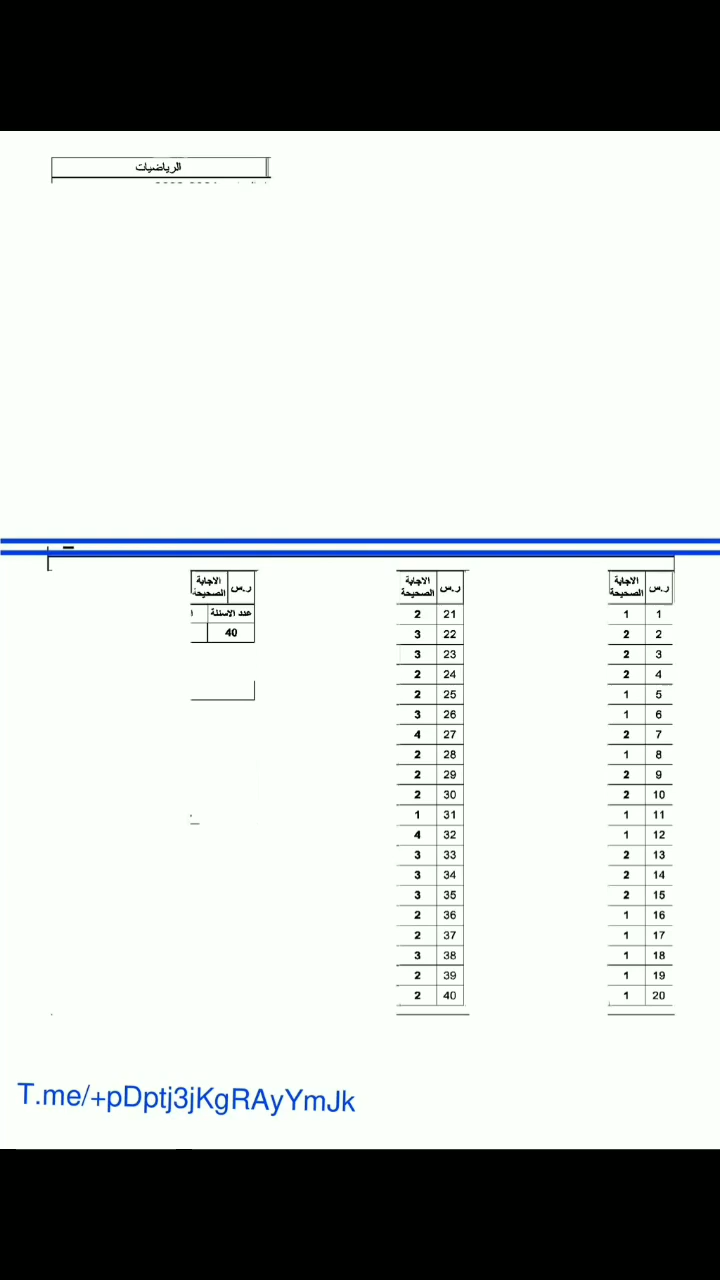 الرياضيات
ر.س الاجابة الصحيحة ر.س الاجابة الصحيحة ر.س الاجابة الصحيحة
1 1 21 2 عدد الاسئلة
2 2 22 3 40
3 2 23 3
4 2 24 2
5 1 25 2
6 1 26 3
7 2 27 4
8 1 28 2
9 2 29 2
10 2 30 2
11 1 31 1
12 1 32 4
13 2 33 3
14 2 34 3
15 2 35 3
16 1 36 2
17 1 37 2
18 1 38 3
19 1 39 2
20 1 40 2
T.me/+pDptj3jKgRAyYmJk